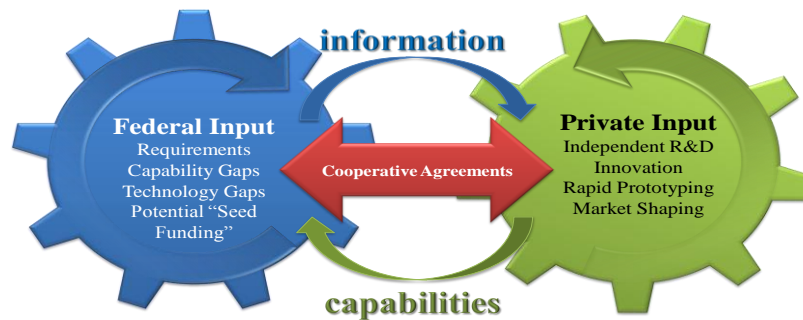 information
Federal Input
Requirements
Capability Gaps
Technology Gaps
Potential “Seed
Funding”
Cooperative Agreements
Private Input
Independent R&D
Innovation
Rapid Prototyping
Market Shaping
capabilities